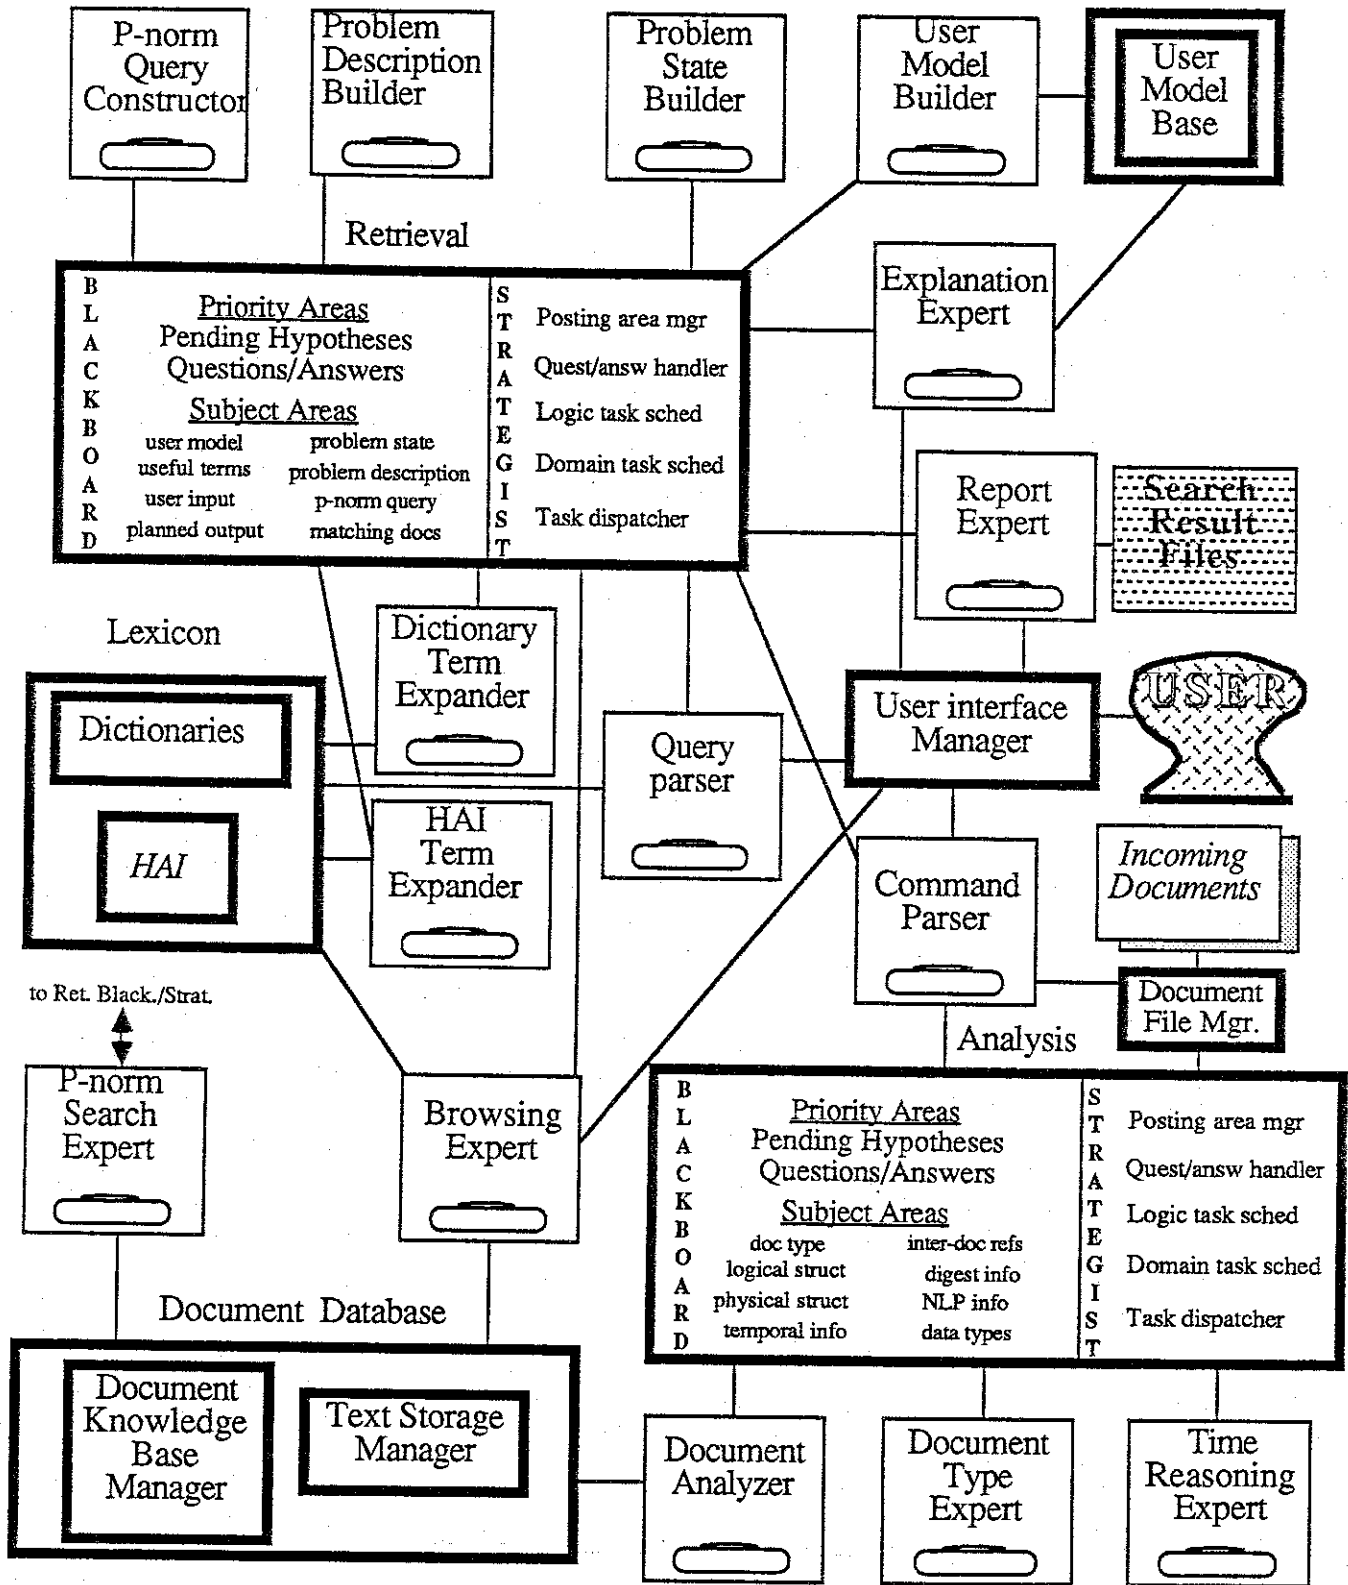 P-norm
Query
Constructor
Problem
Description
Builder
Problem
State
Builder
User
Model
Builder
User
Model
Base
Retrieval
BLACKBOARD
Priority Areas
Pending Hypotheses
Questions/Answers
Subject Areas
user model problem state
useful terms problem description
user input p-norm query
planned output matching docs
STRATEGIST
Posting area mgr
Quest/answ handler
Logic task sched
Domain task sched
Task dispatcher
Explanation
Expert
Report
Expert
Search
Result
Files
Lexicon
Dictionaries
HAI
Dictionary
Term
Expander
HAI
Term
Expander
Query
parser
User interface
Manager
USER
Command
Parser
Incoming
Documents
Document
File Mgr.
to Ret. Black./Strat.
P-norm
Search
Expert
Browsing
Expert
Analysis
BLACKBOARD
Priority Areas
Pending Hypotheses
Questions/Answers
Subject Areas
doc type inter-doc refs
logical struct digest info
physical struct NLP info
temporal info data types
STRATEGIST
Posting area mgr
Quest/answ handler
Logic task sched
Domain task sched
Task dispatcher
Document Database
Document
Knowledge
Base
Manager
Text Storage
Manager
Document
Analyzer
Document
Type
Expert
Time
Reasoning
Expert